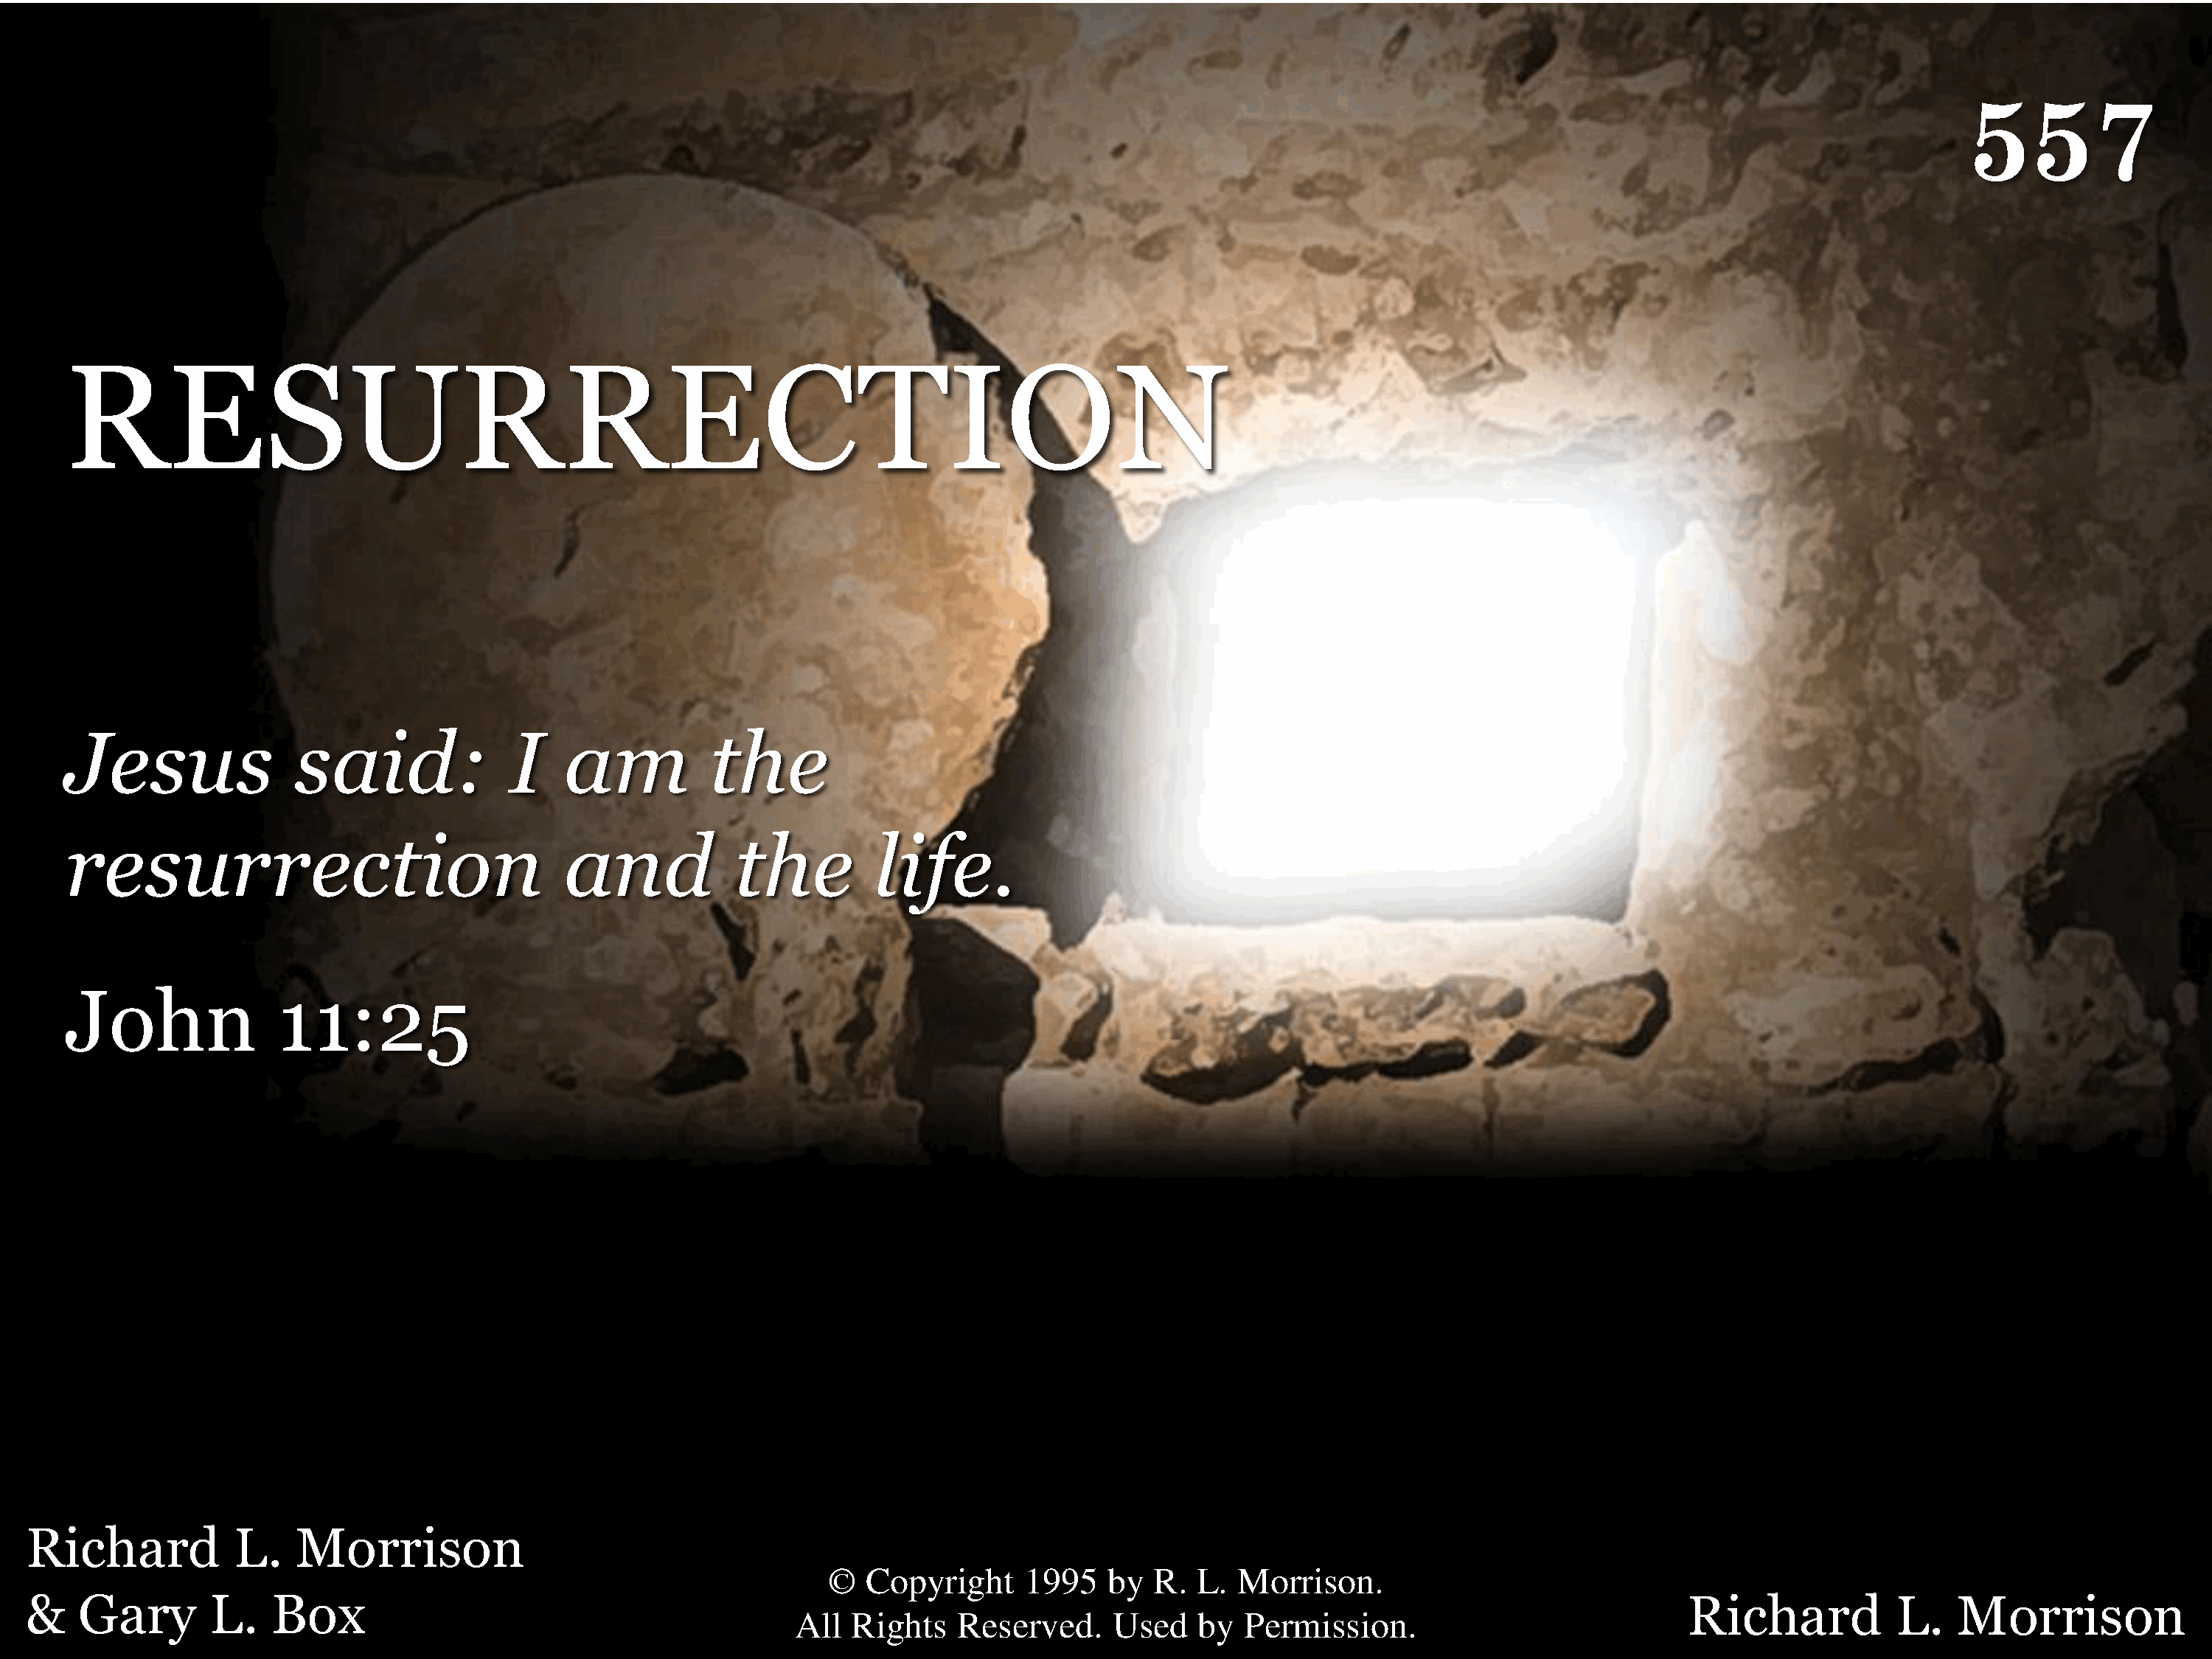 557
RESURRECTION
Jesus said: I am the
resurrection and the life.
John 11:25
Richard L. Morrison
& Gary L. Box
© Copyright 1995 by R. L. Morrison.
All Rights Reserved. Used by Permission.
Richard L. Morrison